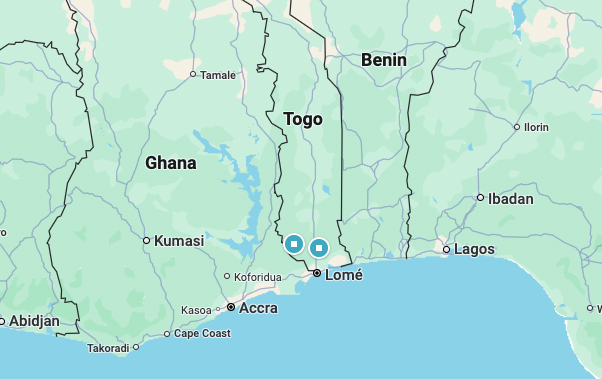 Benin
Tamale
Togo
Ilorin
Ghana
Ibadan
Kumasi
Lagos
Koforidua
Lomé
Kasoa
Accra
Abidjan
Cape Coast
Takoradi